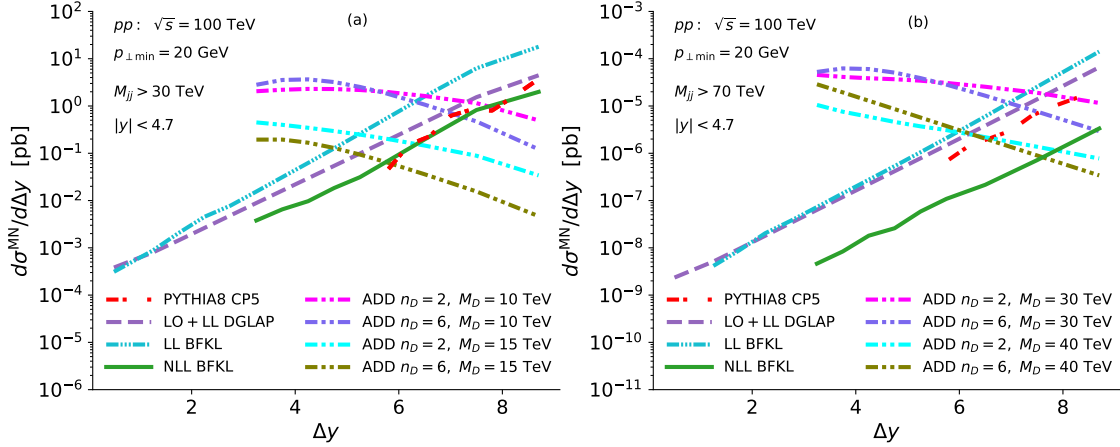 pp : √s = 100 TeV
(a)
p⊥min = 20 GeV
M_jj > 30 TeV
|y| < 4.7
dσ^MN/dΔy [pb]
10^2
10^1
10^0
10^−1
10^−2
10^−3
10^−4
10^−5
10^−6
PYTHIA8 CP5
LO + LL DGLAP
LL BFKL
NLL BFKL
ADD n_D = 2, M_D = 10 TeV
ADD n_D = 6, M_D = 10 TeV
ADD n_D = 2, M_D = 15 TeV
ADD n_D = 6, M_D = 15 TeV
2 4 6 8
Δy
pp : √s = 100 TeV
(b)
p⊥min = 20 GeV
M_jj > 70 TeV
|y| < 4.7
dσ^MN/dΔy [pb]
10^−3
10^−4
10^−5
10^−6
10^−7
10^−8
10^−9
10^−10
10^−11
PYTHIA8 CP5
LO + LL DGLAP
LL BFKL
NLL BFKL
ADD n_D = 2, M_D = 30 TeV
ADD n_D = 6, M_D = 30 TeV
ADD n_D = 2, M_D = 40 TeV
ADD n_D = 6, M_D = 40 TeV
2 4 6 8
Δy